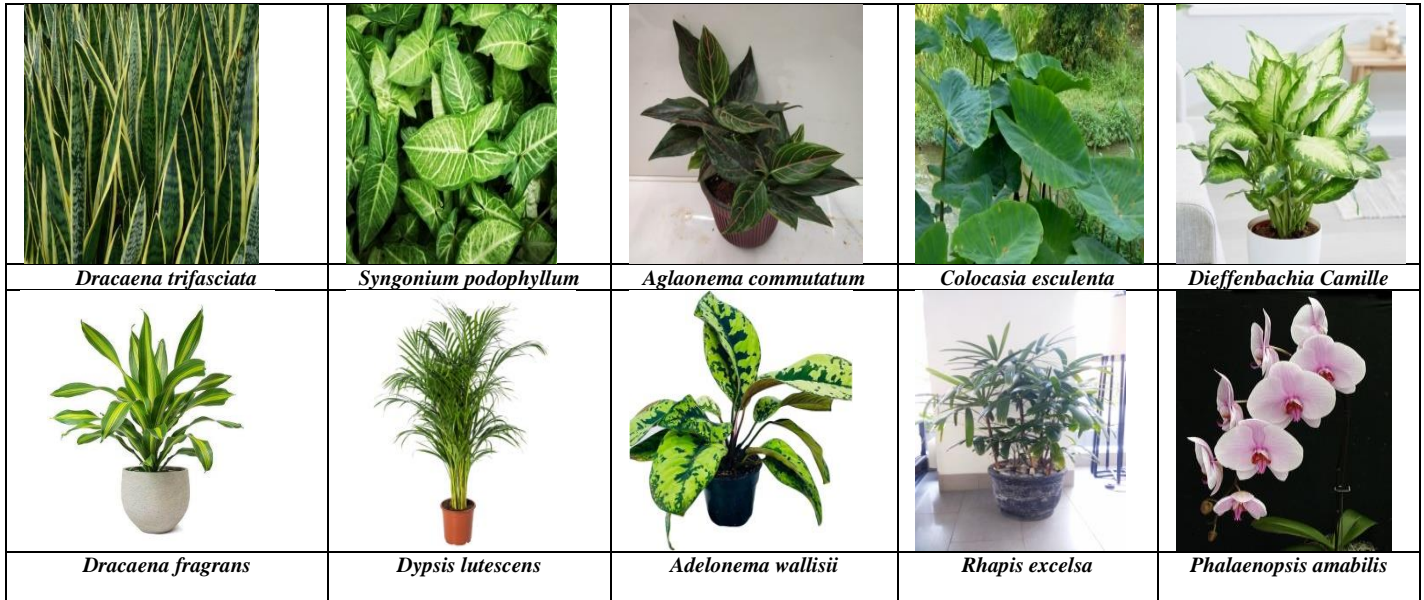 Dracaena trifasciata
Syngonium podophyllum
Aglaonema commutatum
Colocasia esculenta
Dieffenbachia Camille
Dracaena fragrans
Dypsis lutescens
Adelonema wallisii
Rhapis excelsa
Phalaenopsis amabilis